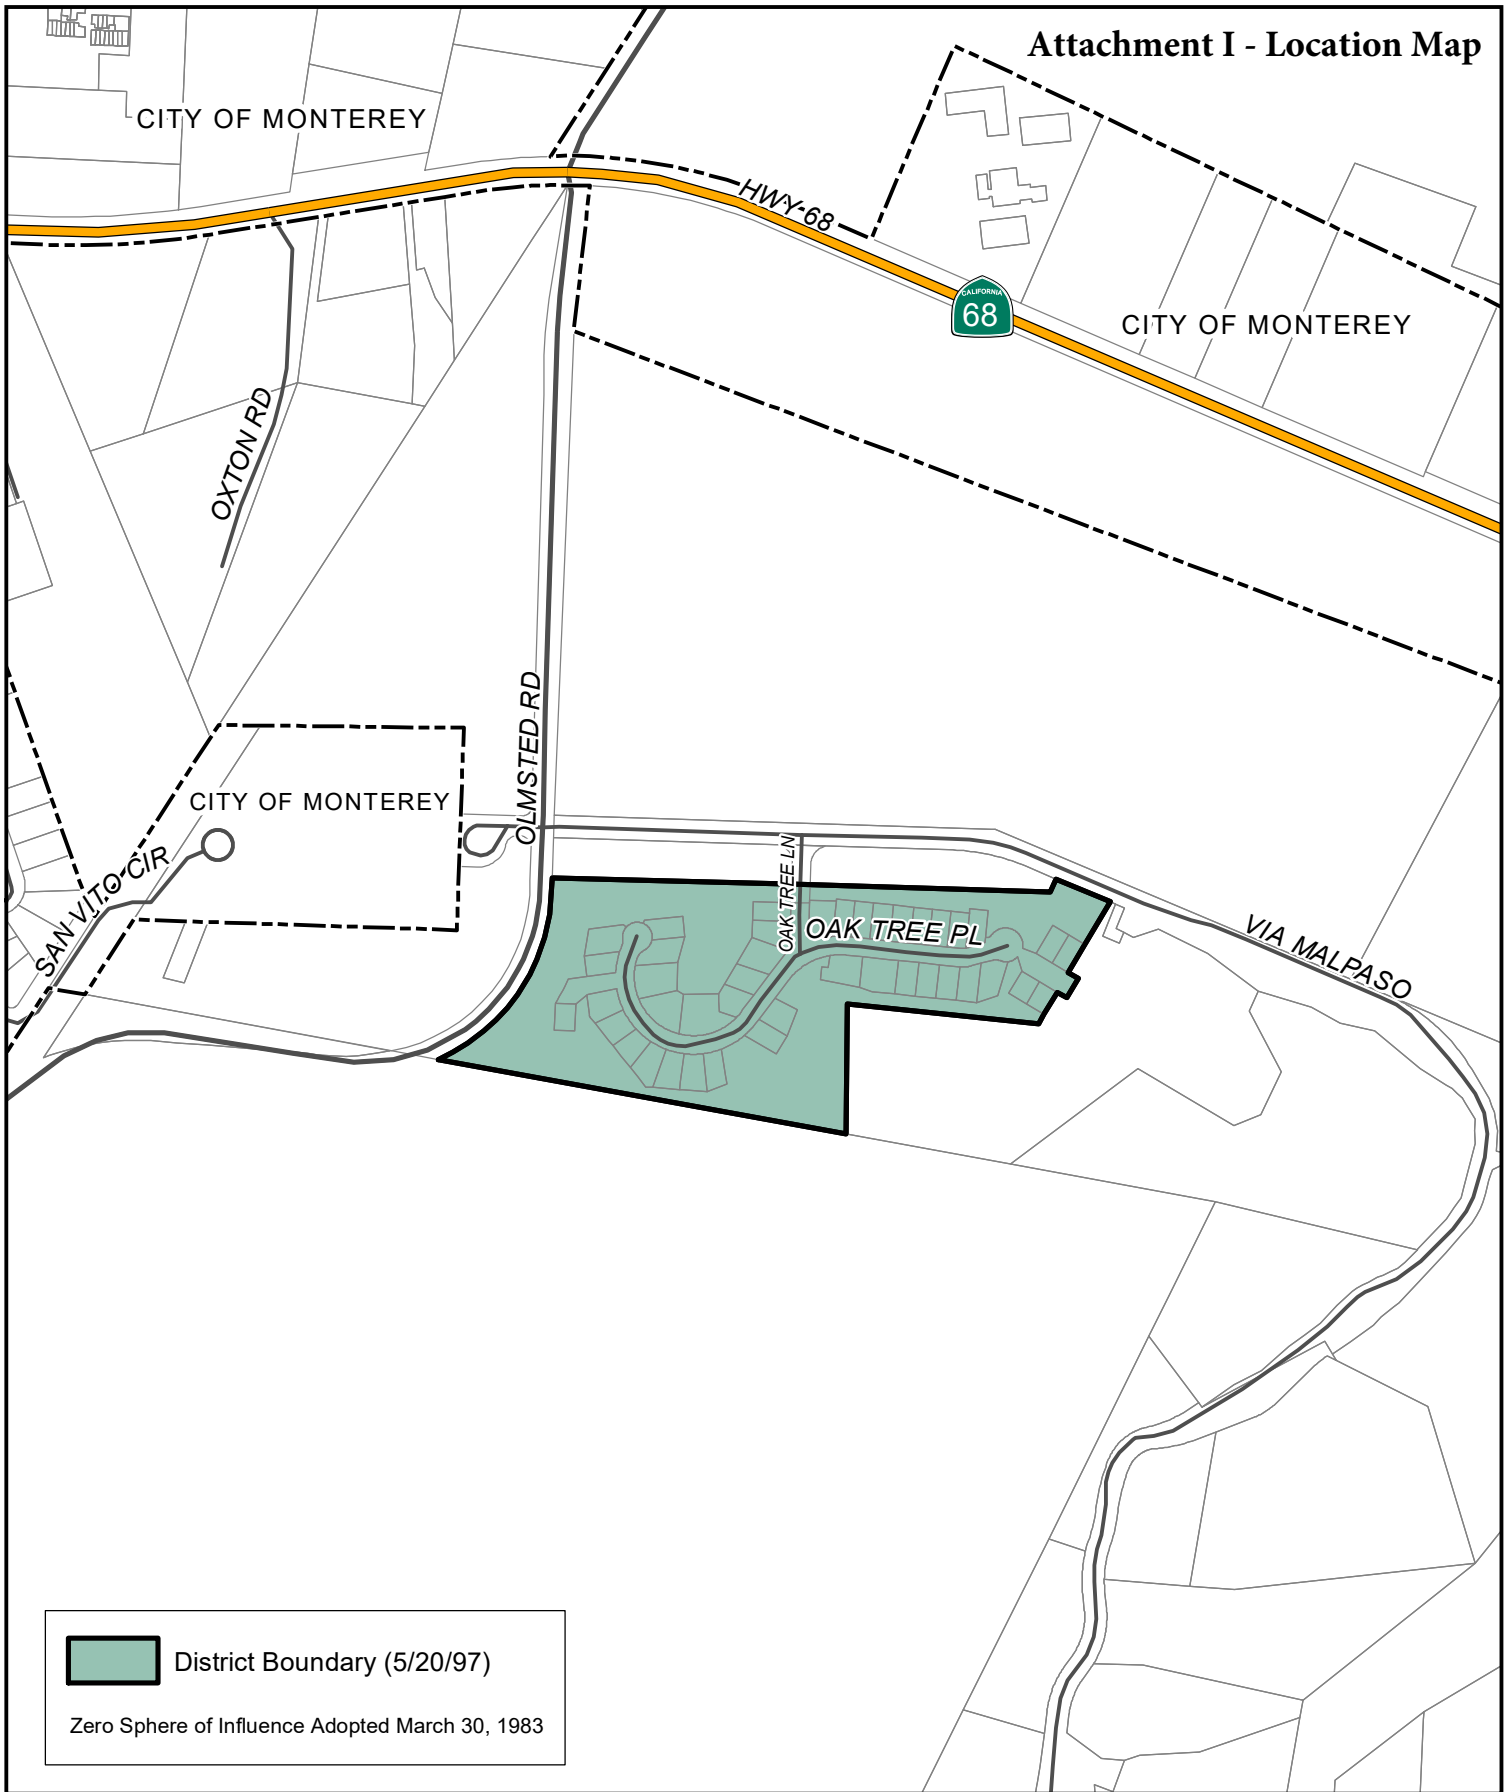 Attachment I - Location Map
CITY OF MONTEREY
HWY 68
CALIFORNIA
68
CITY OF MONTEREY
OXTON RD
OLMSTED RD
CITY OF MONTEREY
SAN VITO CIR
OAK TREE LN
OAK TREE PL
VIA MALPASO
District Boundary (5/20/97)
Zero Sphere of Influence Adopted March 30, 1983